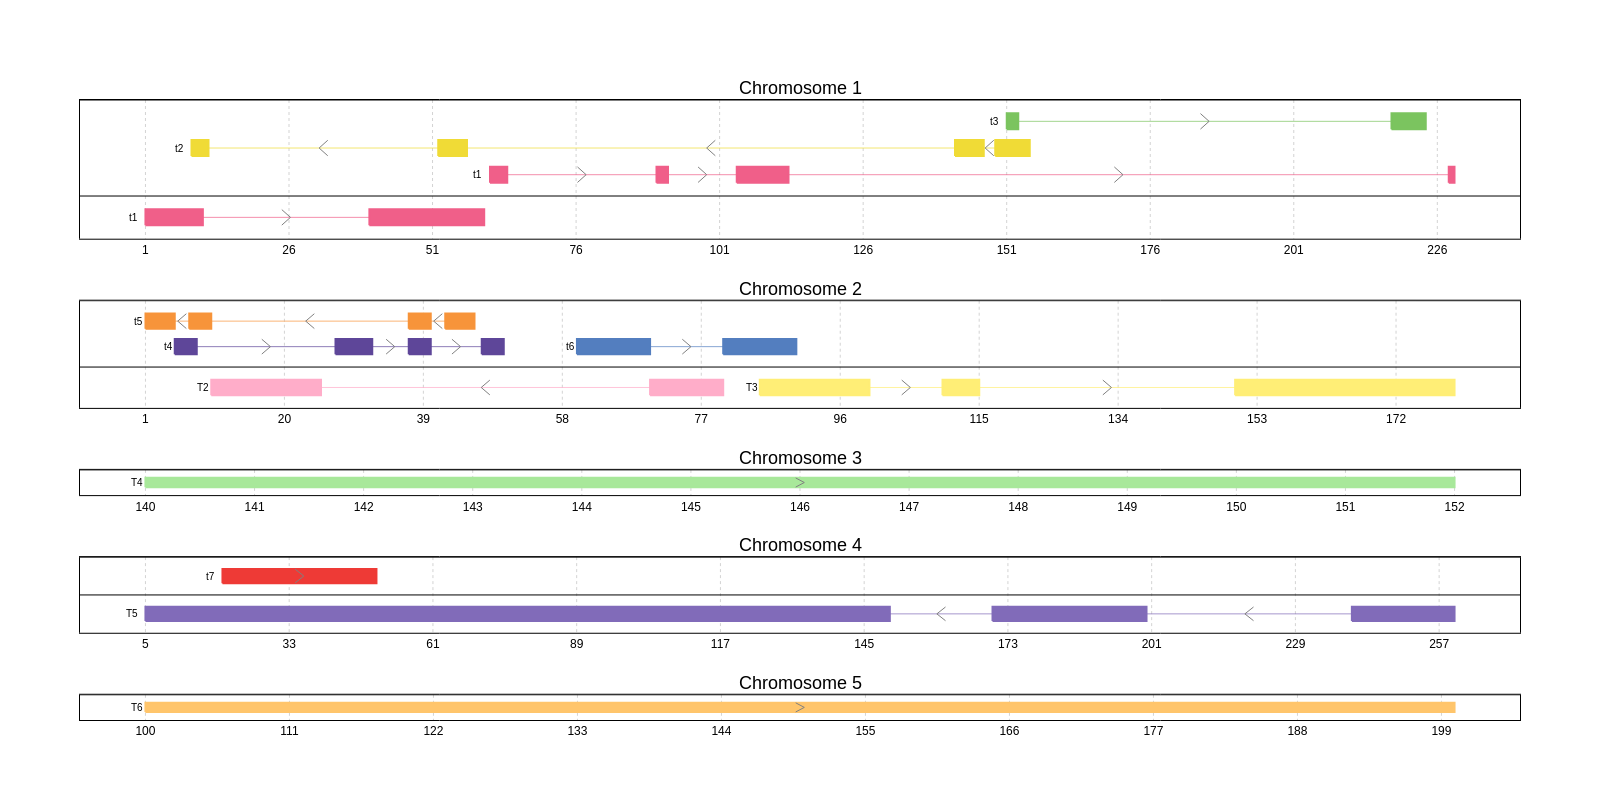 Chromosome 1
t3
t2
t1
t1
1 26 51 76 101 126 151 176 201 226
Chromosome 2
t5
t4 t6
T2 T3
1 20 39 58 77 96 115 134 153 172
Chromosome 3
T4
140 141 142 143 144 145 146 147 148 149 150 151 152
Chromosome 4
t7
T5
5 33 61 89 117 145 173 201 229 257
Chromosome 5
T6
100 111 122 133 144 155 166 177 188 199